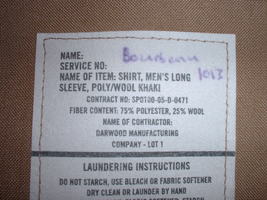 NAME: Bourbeau
SERVICE NO: 1013
NAME OF ITEM: SHIRT, MEN'S LONG
SLEEVE, POLY/WOOL KHAKI
CONTRACT NO: SPO100-05-D-0471
FIBER CONTENT: 75% POLYESTER, 25% WOOL
NAME OF CONTRACTOR:
DARWOOD MANUFACTURING
COMPANY - LOT 1
LAUNDERING INSTRUCTIONS
DO NOT STARCH, USE BLEACH OR FABRIC SOFTENER
DRY CLEAN OR LAUNDER BY HAND